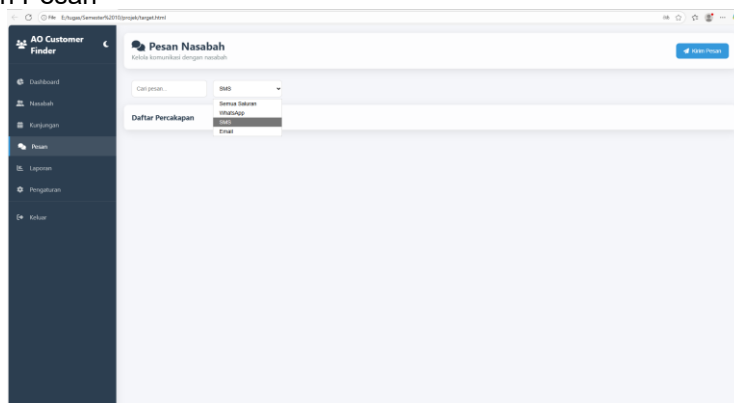 Pesan
File E:/tugas/Semester%2010/projek/target.html
AO Customer
Finder
Dashboard
Nasabah
Kunjungan
Pesan
Laporan
Pengaturan
Keluar
Pesan Nasabah
Kelola komunikasi dengan nasabah
Kirim Pesan
Cari pesan...
SMS
Semua Saluran
WhatsApp
SMS
Email
Daftar Percakapan